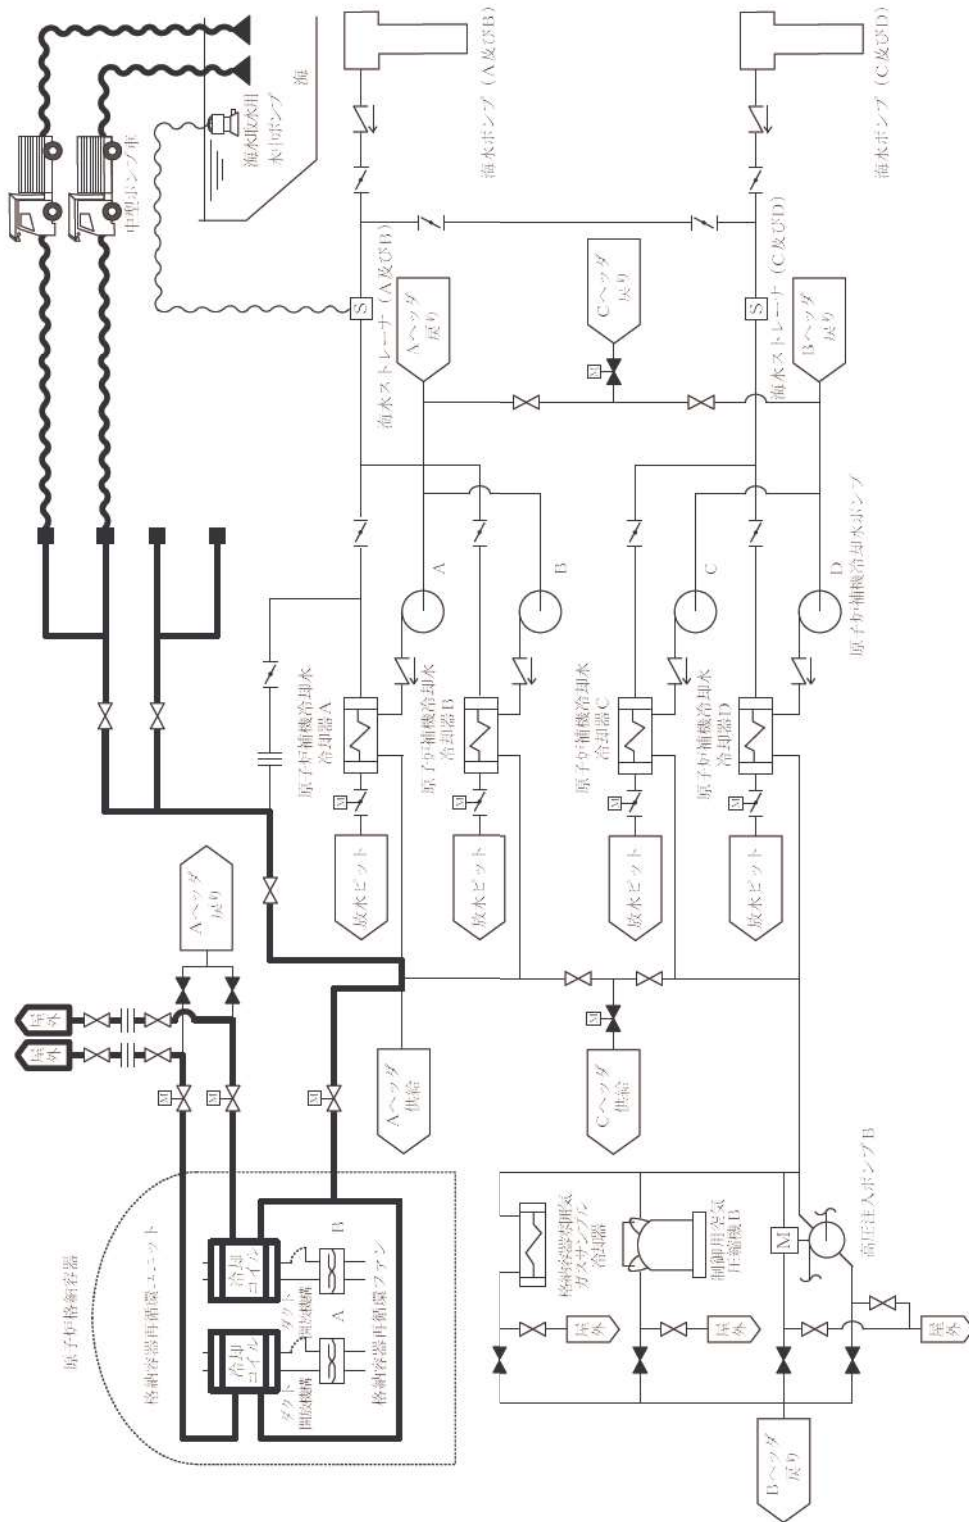 原子炉格納容器
格納容器再循環ユニット
冷却
コイル
冷却
コイル
ダクト
開放機構
ダクト
開放機構
A
B
格納容器再循環ファン
屋外
屋外
M
M
M
Aヘッダ
戻り
Aヘッダ
供給
Cヘッダ
供給
M
格納容器雰囲気
ガスサンプル
冷却器
制御用空気
圧縮機B
M
高圧注入ポンプB
屋外
屋外
屋外
Bヘッダ
戻り
放水ピット
放水ピット
放水ピット
放水ピット
M
M
M
M
原子炉補機冷却水
冷却器A
原子炉補機冷却水
冷却器B
原子炉補機冷却水
冷却器C
原子炉補機冷却水
冷却器D
A
B
C
D
原子炉補機冷却水ポンプ
中型ポンプ車
海水取水用
水中ポンプ
海
S
海水ストレーナ(A及びB)
Aヘッダ
戻り
M
Cヘッダ
戻り
S
海水ストレーナ(C及びD)
Bヘッダ
戻り
海水ポンプ(A及びB)
海水ポンプ(C及びD)